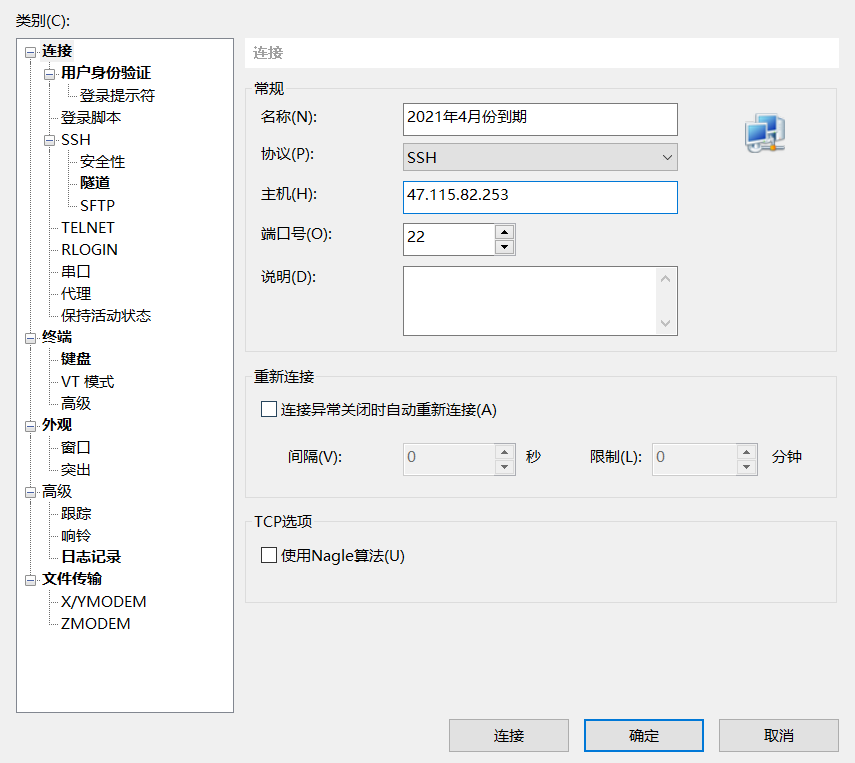 类别(C):
连接
用户身份验证
登录提示符
登录脚本
SSH
安全性
隧道
SFTP
TELNET
RLOGIN
串口
代理
保持活动状态
终端
键盘
VT 模式
高级
外观
窗口
突出
高级
跟踪
响铃
日志记录
文件传输
X/YMODEM
ZMODEM
连接
常规
名称(N): 2021年4月份到期
协议(P): SSH
主机(H): 47.115.82.253
端口号(O): 22
说明(D):
重新连接
连接异常关闭时自动重新连接(A)
间隔(V): 0 秒 限制(L): 0 分钟
TCP选项
使用Nagle算法(U)
连接 确定 取消